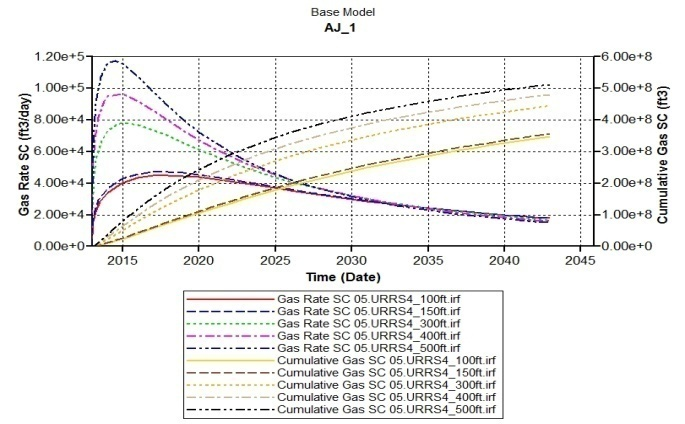 Base Model
AJ_1
1.20e+5
1.00e+5
8.00e+4
6.00e+4
4.00e+4
2.00e+4
0.00e+0
Gas Rate SC (ft3/day)
6.00e+8
5.00e+8
4.00e+8
3.00e+8
2.00e+8
1.00e+8
0.00e+0
Cumulative Gas SC (ft3)
2015 2020 2025 2030 2035 2040 2045
Time (Date)
Gas Rate SC 05.URRS4_100ft.irf
Gas Rate SC 05.URRS4_150ft.irf
Gas Rate SC 05.URRS4_300ft.irf
Gas Rate SC 05.URRS4_400ft.irf
Gas Rate SC 05.URRS4_500ft.irf
Cumulative Gas SC 05.URRS4_100ft.irf
Cumulative Gas SC 05.URRS4_150ft.irf
Cumulative Gas SC 05.URRS4_300ft.irf
Cumulative Gas SC 05.URRS4_400ft.irf
Cumulative Gas SC 05.URRS4_500ft.irf